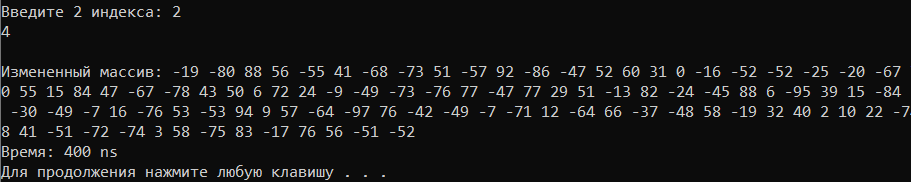 Введите 2 индекса: 2
4
Измененный массив: -19 -80 88 56 -55 41 -68 -73 51 -57 92 -86 -47 52 60 31 0 -16 -52 -52 -25 -20 -67
0 55 15 84 47 -67 -78 43 50 6 72 24 -9 -49 -73 -76 77 -47 77 29 51 -13 82 -24 -45 88 6 -95 39 15 -84
-30 -49 -7 16 -76 53 -53 94 9 57 -64 -97 76 -42 -49 -7 -71 12 -64 66 -37 -48 58 -19 32 40 2 10 22
8 41 -51 -72 -74 3 58 -75 83 -17 76 56 -51 -52
Время: 400 ns
Для продолжения нажмите любую клавишу . . .